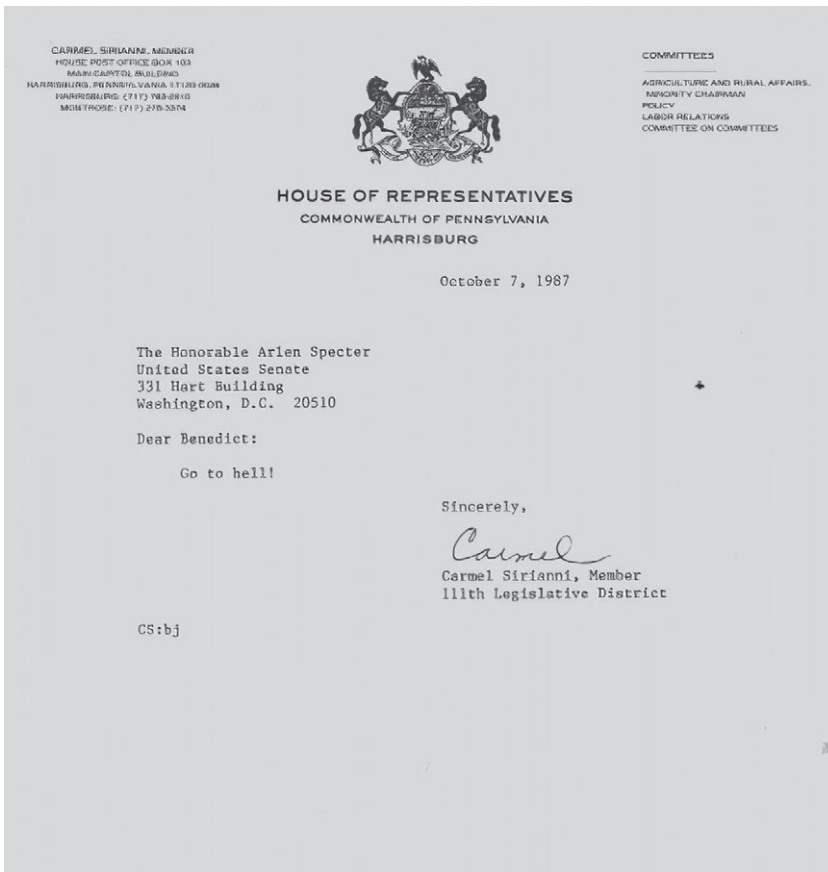 CARMEL SIRIANNI, MEMBER
HOUSE POST OFFICE BOX 103
MAIN CAPITOL BUILDING
HARRISBURG, PENNSYLVANIA 17120-0028
HARRISBURG: (717)
MONTROSE: (717)
COMMITTEES
AGRICULTURE AND RURAL AFFAIRS,
MINORITY CHAIRMAN
POLICY
LABOR RELATIONS
COMMITTEE ON COMMITTEES
HOUSE OF REPRESENTATIVES
COMMONWEALTH OF PENNSYLVANIA
HARRISBURG
October 7, 1987
The Honorable Arlen Specter
United States Senate
331 Hart Building
Washington, D.C. 20510
Dear Benedict:
Go to hell!
Sincerely,
Carmel
Carmel Sirianni, Member
111th Legislative District
CS:bj